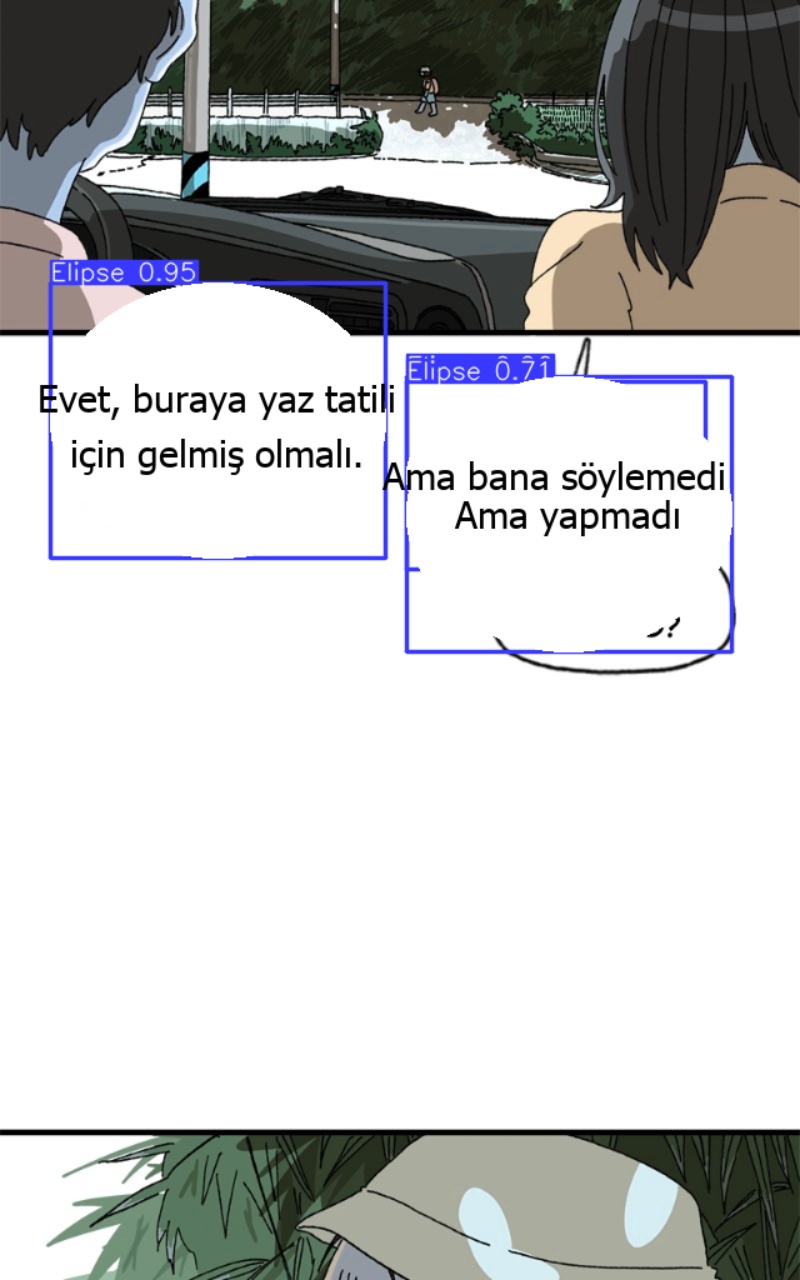 Elipse 0.95
Evet, buraya yaz tatili
için gelmiş olmalı.
Elipse 0.71
Ama bana söylemedi
Ama yapmadı
?